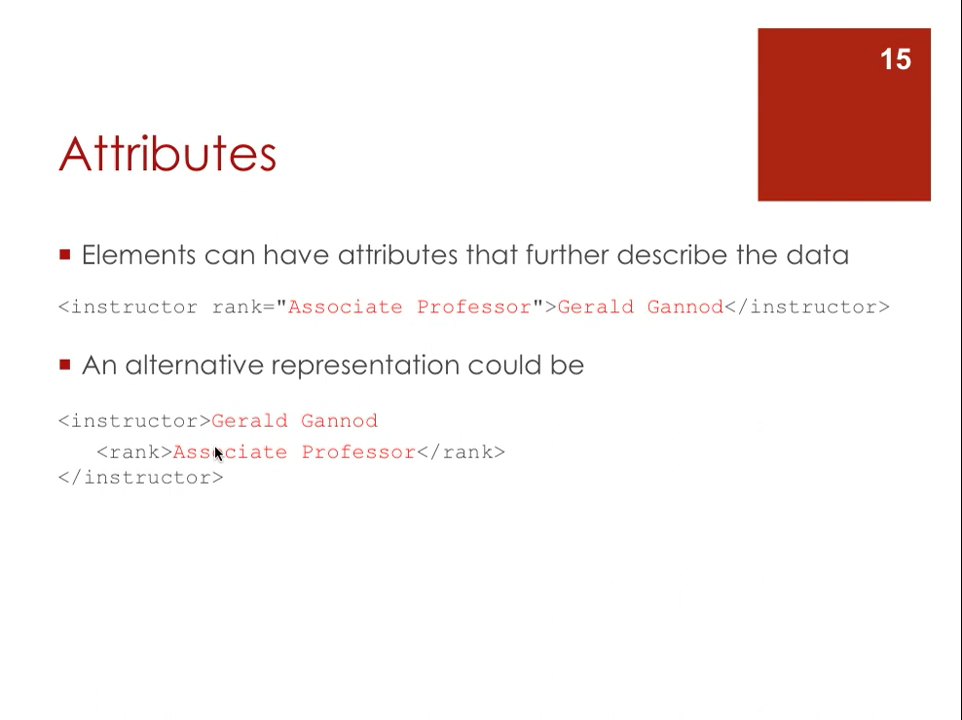 15
Attributes
Elements can have attributes that further describe the data
<instructor rank="Associate Professor">Gerald Gannod</instructor>
An alternative representation could be
<instructor>Gerald Gannod
<rank>Associate Professor</rank>
</instructor>